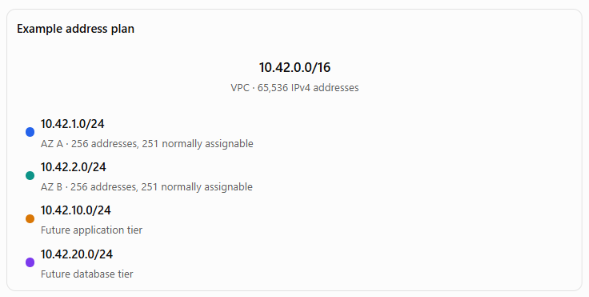 Example address plan
10.42.0.0/16
VPC · 65,536 IPv4 addresses
10.42.1.0/24
AZ A · 256 addresses, 251 normally assignable
10.42.2.0/24
AZ B · 256 addresses, 251 normally assignable
10.42.10.0/24
Future application tier
10.42.20.0/24
Future database tier